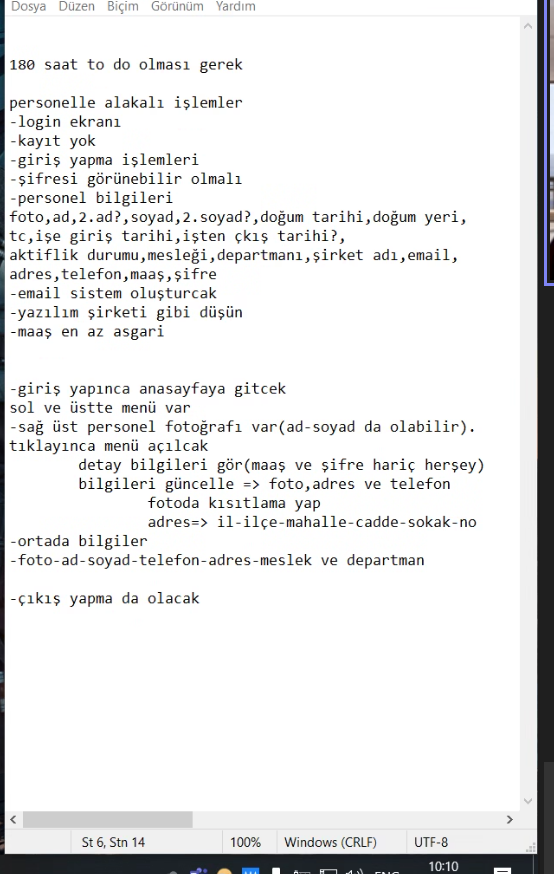 Dosya Düzen Biçim Görünüm Yardım
180 saat to do olması gerek
personelle alakalı işlemler
-login ekranı
-kayıt yok
-giriş yapma işlemleri
-şifresi görünebilir olmalı
-personel bilgileri
foto,ad,2.ad?,soyad,2.soyad?,doğum tarihi,doğum yeri,
tc,işe giriş tarihi,işten çkış tarihi?,
aktiflik durumu,mesleği,departmanı,şirket adı,email,
adres,telefon,maaş,şifre
-email sistem oluşturcak
-yazılım şirketi gibi düşün
-maaş en az asgari
-giriş yapınca anasayfaya gitcek
sol ve üstte menü var
-sağ üst personel fotoğrafı var(ad-soyad da olabilir).
tıklayınca menü açılcak
detay bilgileri gör(maaş ve şifre hariç herşey)
bilgileri güncelle => foto,adres ve telefon
fotoda kısıtlama yap
adres=> il-ilçe-mahalle-cadde-sokak-no
-ortada bilgiler
-foto-ad-soyad-telefon-adres-meslek ve departman
-çıkış yapma da olacak
St 6, Stn 14 100% Windows (CRLF) UTF-8
10:10